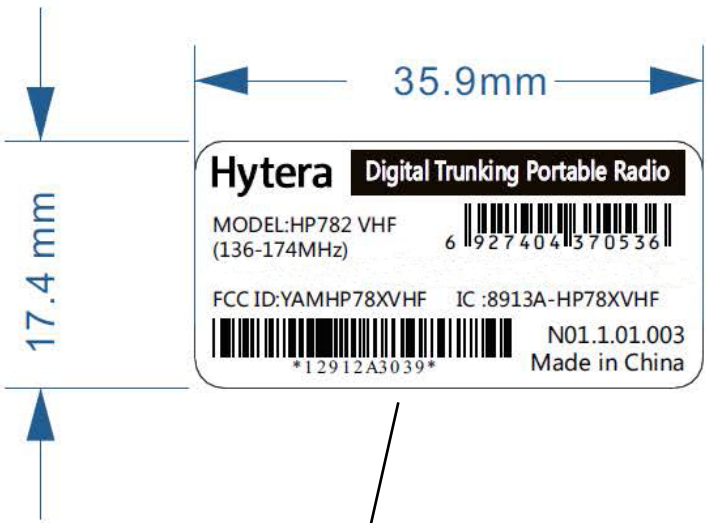 35.9mm
17.4 mm
Hytera
Digital Trunking Portable Radio
MODEL:HP782 VHF
(136-174MHz)
6 927404 370536
FCC ID:YAMHP78XVHF IC :8913A-HP78XVHF
*12912A3039*
N01.1.01.003
Made in China